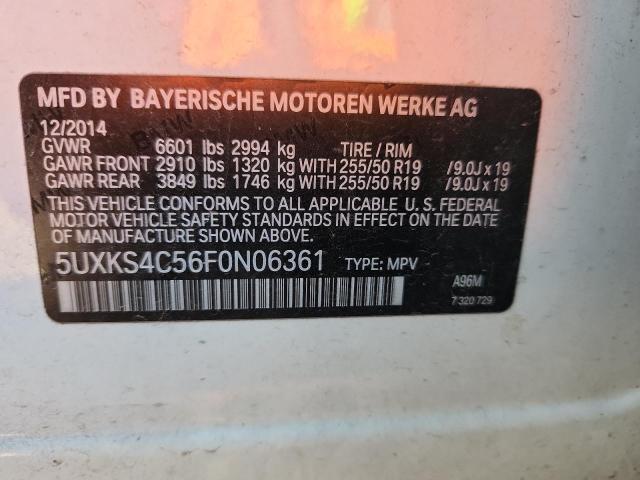 MFD BY BAYERISCHE MOTOREN WERKE AG
12/2014
GVWR 6601 lbs 2994 kg TIRE / RIM
GAWR FRONT 2910 lbs 1320 kg WITH 255/50 R19 /9.0J x 19
GAWR REAR 3849 lbs 1746 kg WITH 255/50 R19 /9.0J x 19
THIS VEHICLE CONFORMS TO ALL APPLICABLE U. S. FEDERAL
MOTOR VEHICLE SAFETY STANDARDS IN EFFECT ON THE DATE
OF MANUFACTURE SHOWN ABOVE.
5UXKS4C56F0N06361 TYPE: MPV
A96M
7 320 729